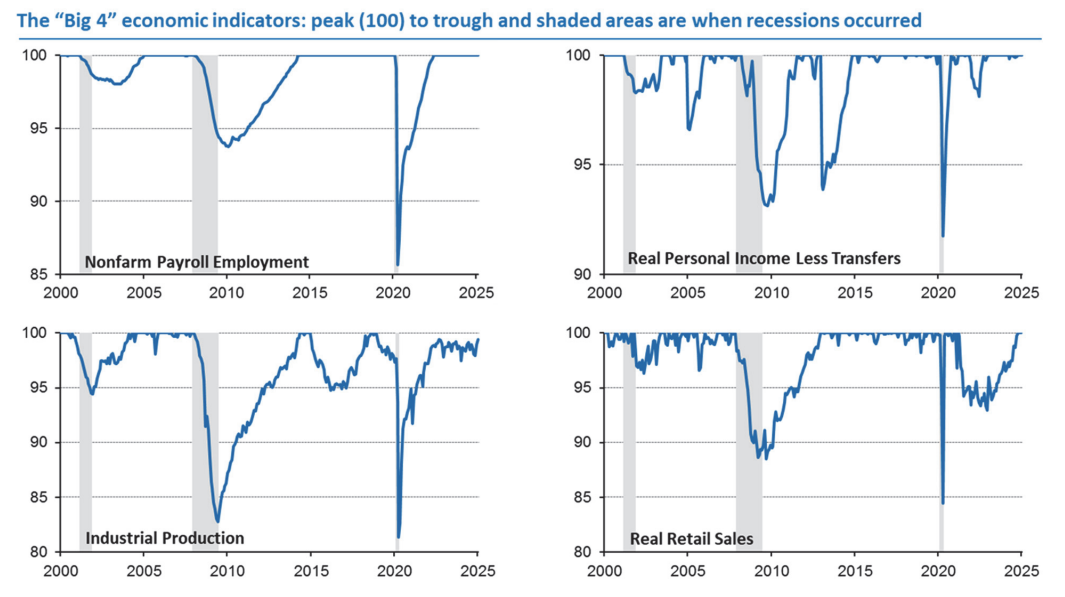 The “Big 4” economic indicators: peak (100) to trough and shaded areas are when recessions occurred
100
95
90
85
Nonfarm Payroll Employment
2000 2005 2010 2015 2020 2025
100
95
90
Real Personal Income Less Transfers
2000 2005 2010 2015 2020 2025
100
95
90
85
80
Industrial Production
2000 2005 2010 2015 2020 2025
100
95
90
85
80
Real Retail Sales
2000 2005 2010 2015 2020 2025